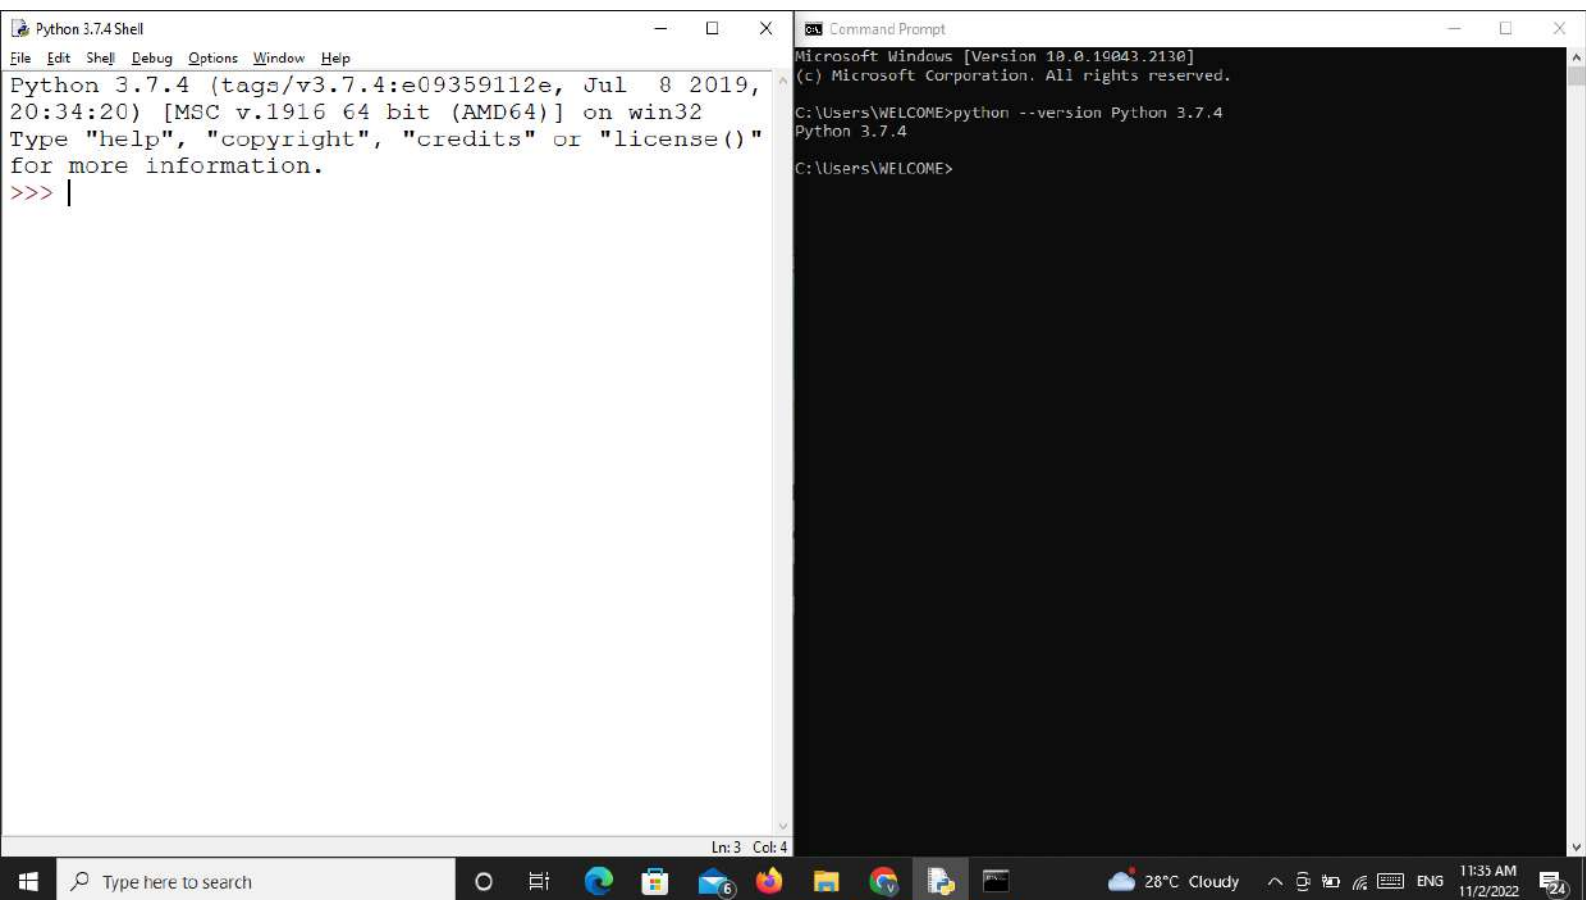 Python 3.7.4 Shell
File Edit Shell Debug Options Window Help
Python 3.7.4 (tags/v3.7.4:e09359112e, Jul  8 2019,
20:34:20) [MSC v.1916 64 bit (AMD64)] on win32
Type "help", "copyright", "credits" or "license()"
for more information.
>>>
Ln: 3 Col: 4
Command Prompt
Microsoft Windows [Version 10.0.19043.2130]
(c) Microsoft Corporation. All rights reserved.
C:\Users\WELCOME>python --version Python 3.7.4
Python 3.7.4
C:\Users\WELCOME>
Type here to search
6
28°C Cloudy
ENG
11:35 AM
11/2/2022
24